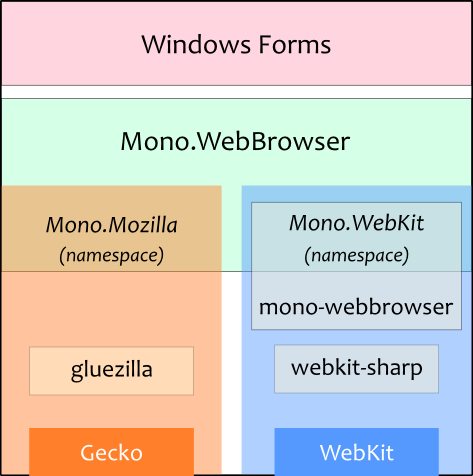 Windows Forms
Mono.WebBrowser
Mono.Mozilla
(namespace)
Mono.WebKit
(namespace)
mono-webbrowser
gluezilla
webkit-sharp
Gecko
WebKit